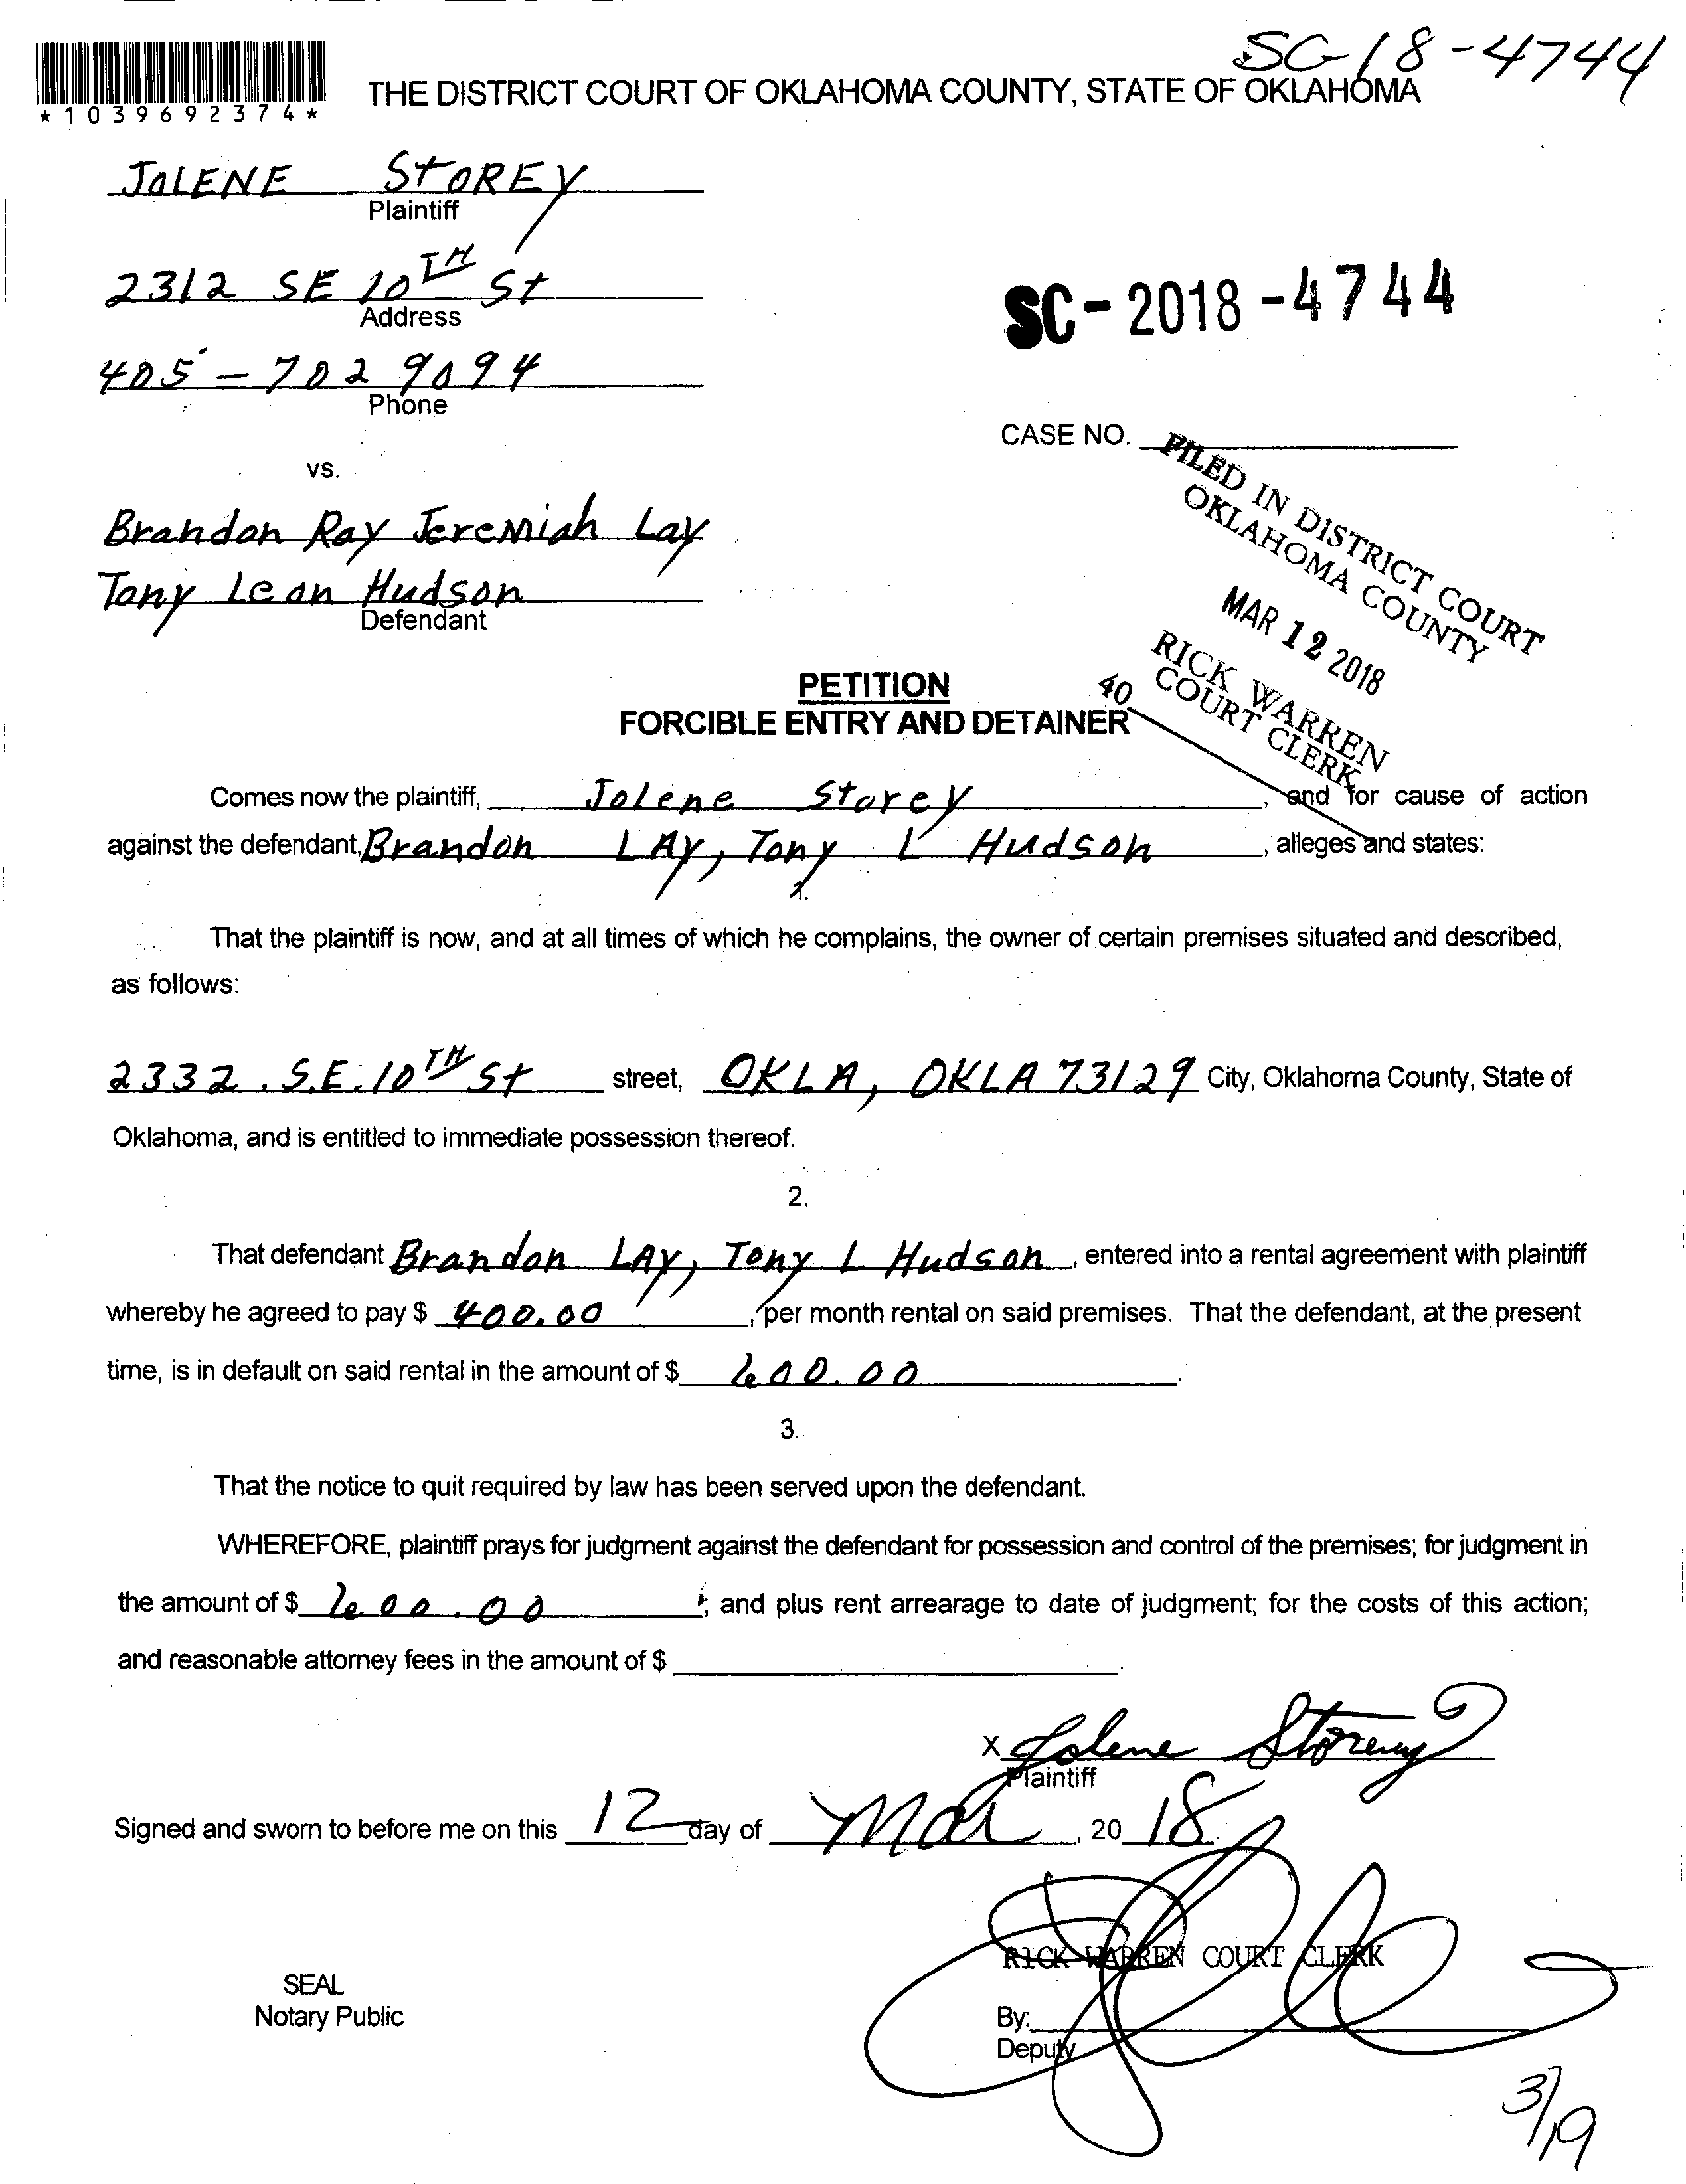 SC-18-4744
*1039692374*
THE DISTRICT COURT OF OKLAHOMA COUNTY, STATE OF OKLAHOMA
JOLENE STOREY
Plaintiff
2312 SE 10TH St
Address
405-702 9094
Phone
SC-2018-4744
CASE NO.
vs.
FILED IN DISTRICT COURT
OKLAHOMA COUNTY
MAR 12 2018
RICK WARREN
COURT CLERK
40
Brandon Ray Jeremiah Lay
Tony Leon Hudson
Defendant
PETITION
FORCIBLE ENTRY AND DETAINER
Comes now the plaintiff, Jolene Storey, and for cause of action
against the defendant, Brandon LAy, Tony L Hudson, alleges and states:
1.
That the plaintiff is now, and at all times of which he complains, the owner of certain premises situated and described,
as follows:
2332 S.E. 10TH St street, OKLA, OKLA 73129 City, Oklahoma County, State of
Oklahoma, and is entitled to immediate possession thereof.
2.
That defendant Brandon LAy, Tony L Hudson, entered into a rental agreement with plaintiff
whereby he agreed to pay $ 400.00, per month rental on said premises. That the defendant, at the present
time, is in default on said rental in the amount of $ 600.00.
3.
That the notice to quit required by law has been served upon the defendant.
WHEREFORE, plaintiff prays for judgment against the defendant for possession and control of the premises; for judgment in
the amount of $ 600.00; and plus rent arrearage to date of judgment; for the costs of this action;
and reasonable attorney fees in the amount of $
X Jolene Storey
Plaintiff
Signed and sworn to before me on this 12 day of Mar, 20 18
RICK WARREN COURT CLERK
SEAL
Notary Public
By:
Deputy
3/19